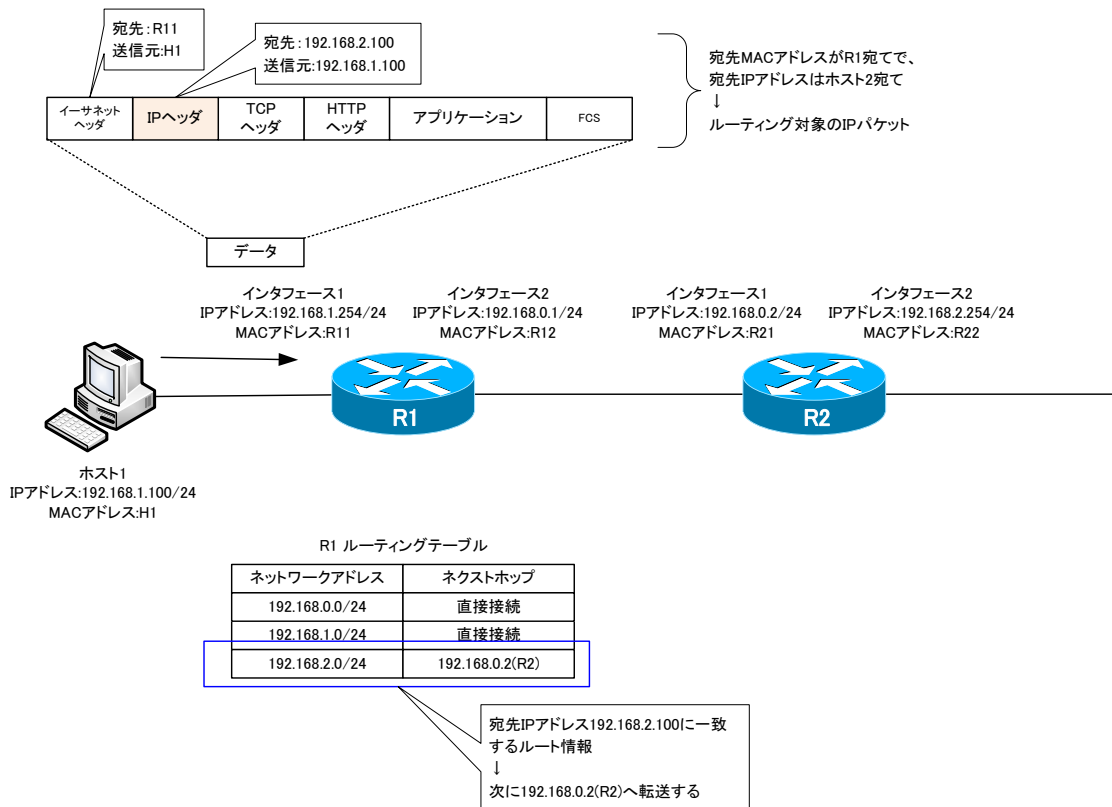 宛先:R11
送信元:H1
宛先:192.168.2.100
送信元:192.168.1.100
宛先MACアドレスがR1宛てで、
宛先IPアドレスはホスト2宛て
↓
ルーティング対象のIPパケット
イーサネット
ヘッダ
IPヘッダ
TCP
ヘッダ
HTTP
ヘッダ
アプリケーション
FCS
データ
インタフェース1
IPアドレス:192.168.1.254/24
MACアドレス:R11
インタフェース2
IPアドレス:192.168.0.1/24
MACアドレス:R12
インタフェース1
IPアドレス:192.168.0.2/24
MACアドレス:R21
インタフェース2
IPアドレス:192.168.2.254/24
MACアドレス:R22
R1
R2
ホスト1
IPアドレス:192.168.1.100/24
MACアドレス:H1
R1 ルーティングテーブル
ネットワークアドレス ネクストホップ
192.168.0.0/24 直接接続
192.168.1.0/24 直接接続
192.168.2.0/24 192.168.0.2(R2)
宛先IPアドレス192.168.2.100に一致
するルート情報
↓
次に192.168.0.2(R2)へ転送する